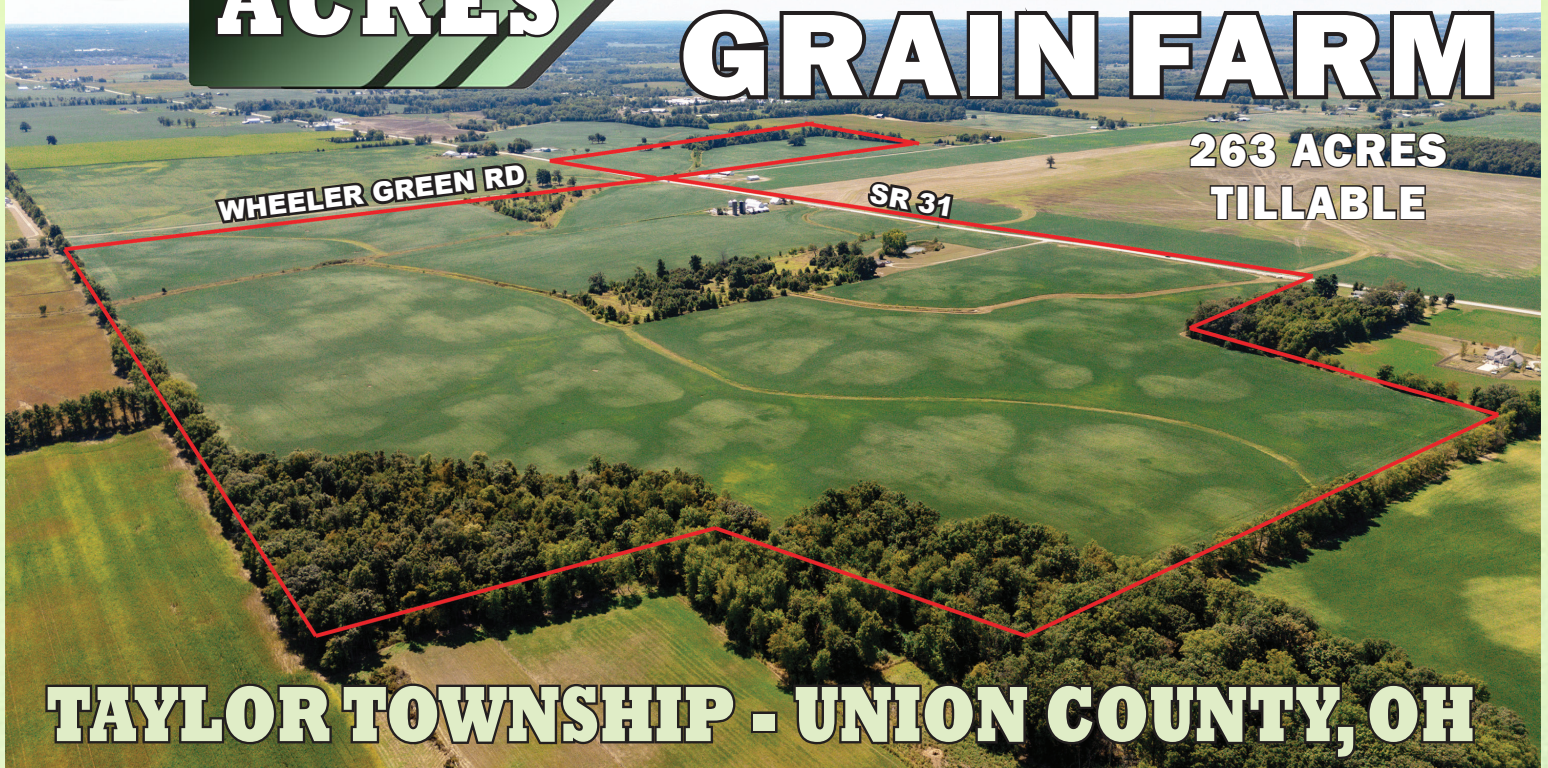 ACRES
GRAIN FARM
263 ACRES
TILLABLE
WHEELER GREEN RD
SR 31
TAYLOR TOWNSHIP - UNION COUNTY, OH